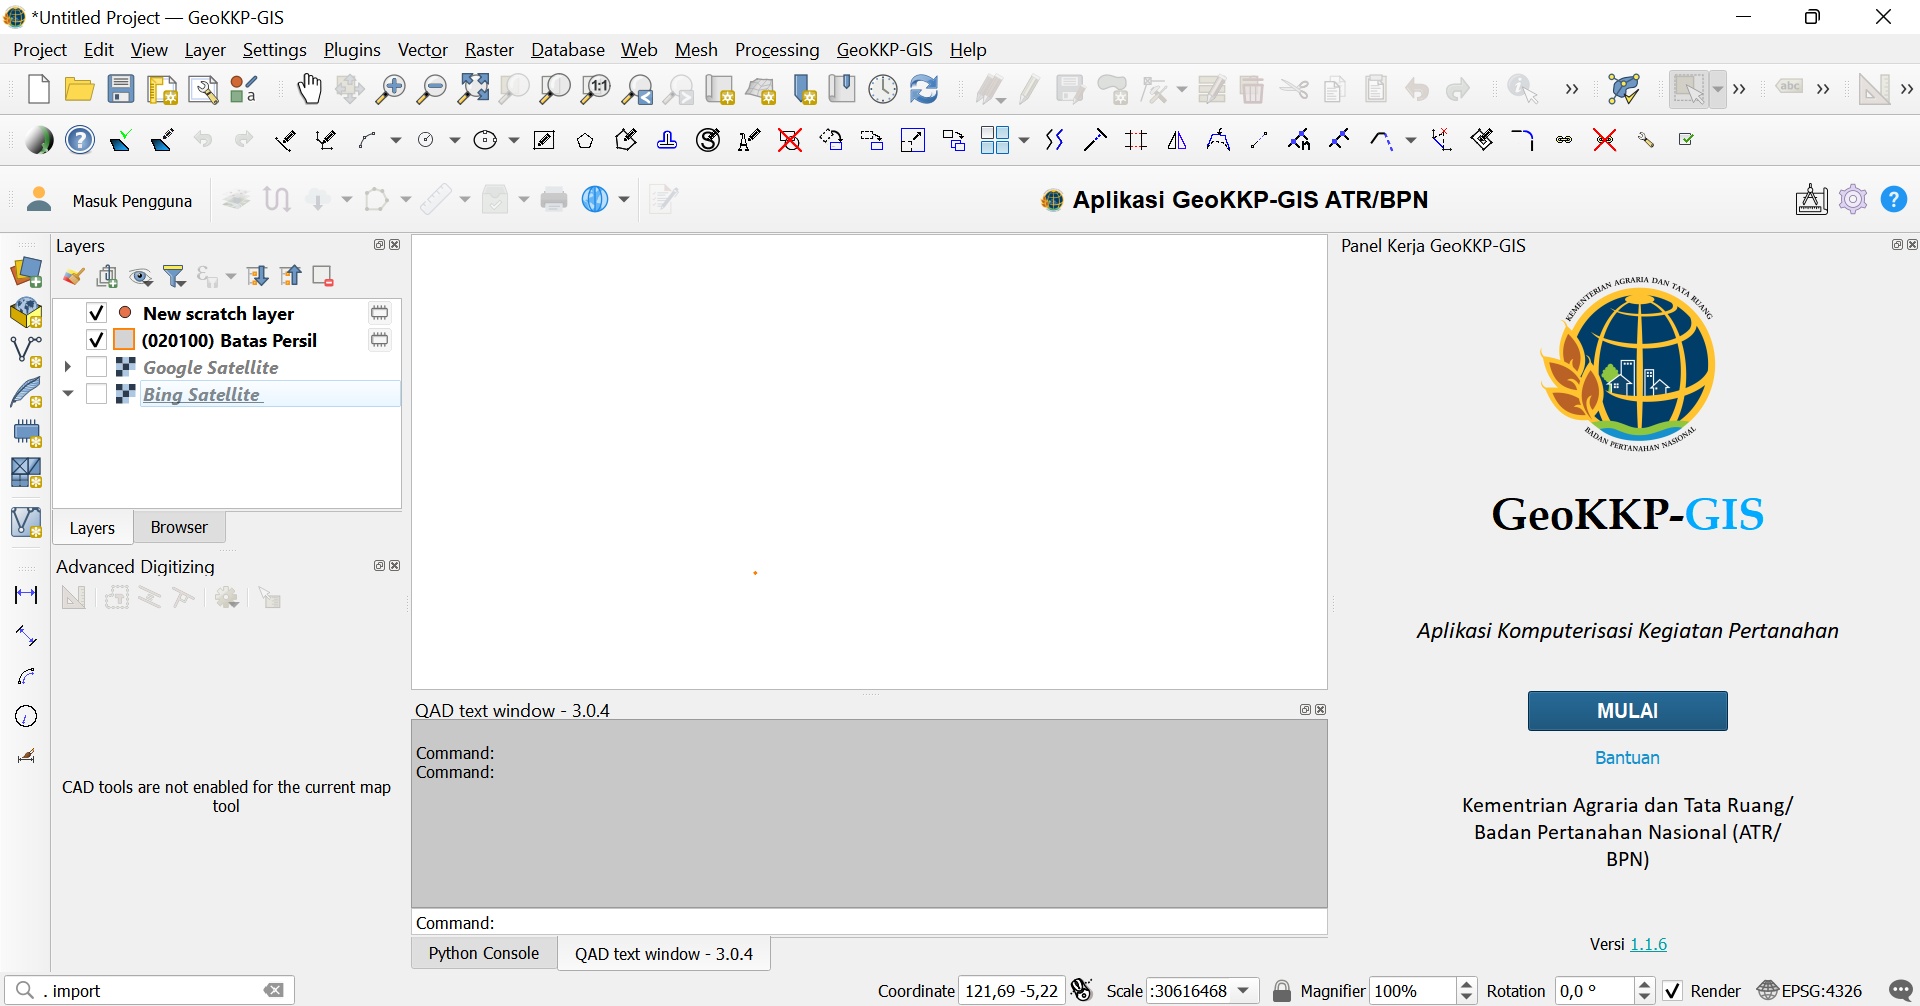 *Untitled Project — GeoKKP-GIS
Project Edit View Layer Settings Plugins Vector Raster Database Web Mesh Processing GeoKKP-GIS Help
Masuk Pengguna
Aplikasi GeoKKP-GIS ATR/BPN
Layers
New scratch layer
(020100) Batas Persil
Google Satellite
Bing Satellite
Layers Browser
Advanced Digitizing
CAD tools are not enabled for the current map
tool
QAD text window - 3.0.4
Command:
Command:
Command:
Python Console QAD text window - 3.0.4
Panel Kerja GeoKKP-GIS
KEMENTERIAN AGRARIA DAN TATA RUANG
BADAN PERTANAHAN NASIONAL
GeoKKP-GIS
Aplikasi Komputerisasi Kegiatan Pertanahan
MULAI
Bantuan
Kementrian Agraria dan Tata Ruang/
Badan Pertanahan Nasional (ATR/
BPN)
Versi 1.1.6
. import
Coordinate 121,69 -5,22 Scale :30616468 Magnifier 100% Rotation 0,0 ° Render EPSG:4326